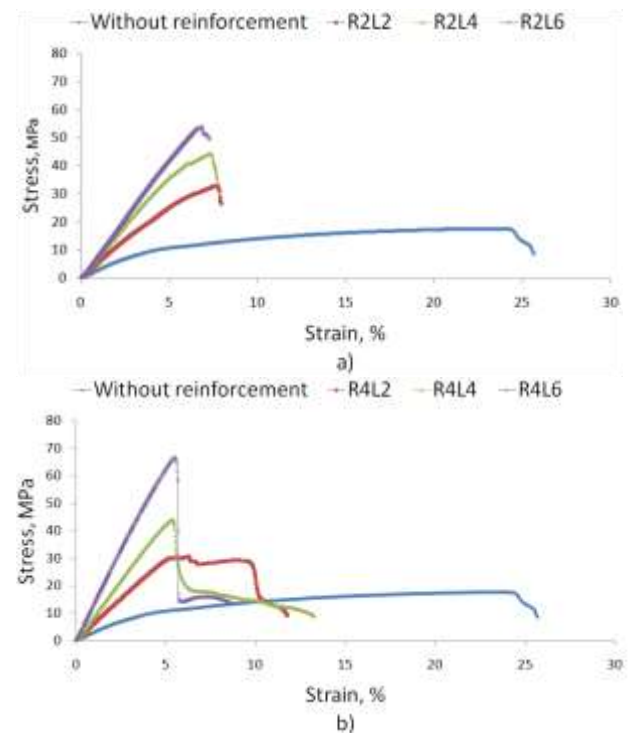 Without reinforcement R2L2 R2L4 R2L6
80
70
60
50
40
30
20
10
0
Stress, MPa
0 5 10 15 20 25 30
Strain, %
a)
Without reinforcement R4L2 R4L4 R4L6
80
70
60
50
40
30
20
10
0
Stress, MPa
0 5 10 15 20 25 30
Strain, %
b)